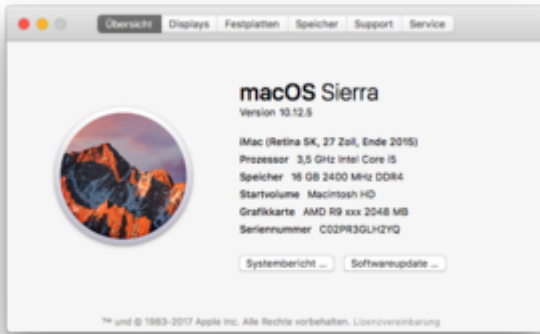 Übersicht Displays Festplatten Speicher Support Service
macOS Sierra
Version 10.12.5
iMac (Retina 5K, 27 Zoll, Ende 2015)
Prozessor 3,5 GHz Intel Core i5
Speicher 16 GB 2400 MHz DDR4
Startvolume Macintosh HD
Grafikkarte AMD R9 xxx 2048 MB
Seriennummer C02PR3GLH2YQ
Systembericht ... Softwareupdate ...
™ und © 1983-2017 Apple Inc. Alle Rechte vorbehalten. Lizenzvereinbarung